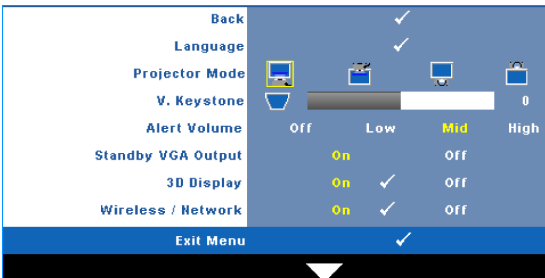 Back
Language
Projector Mode
V. Keystone 0
Alert Volume Off Low Mid High
Standby VGA Output On Off
3D Display On Off
Wireless / Network On Off
Exit Menu